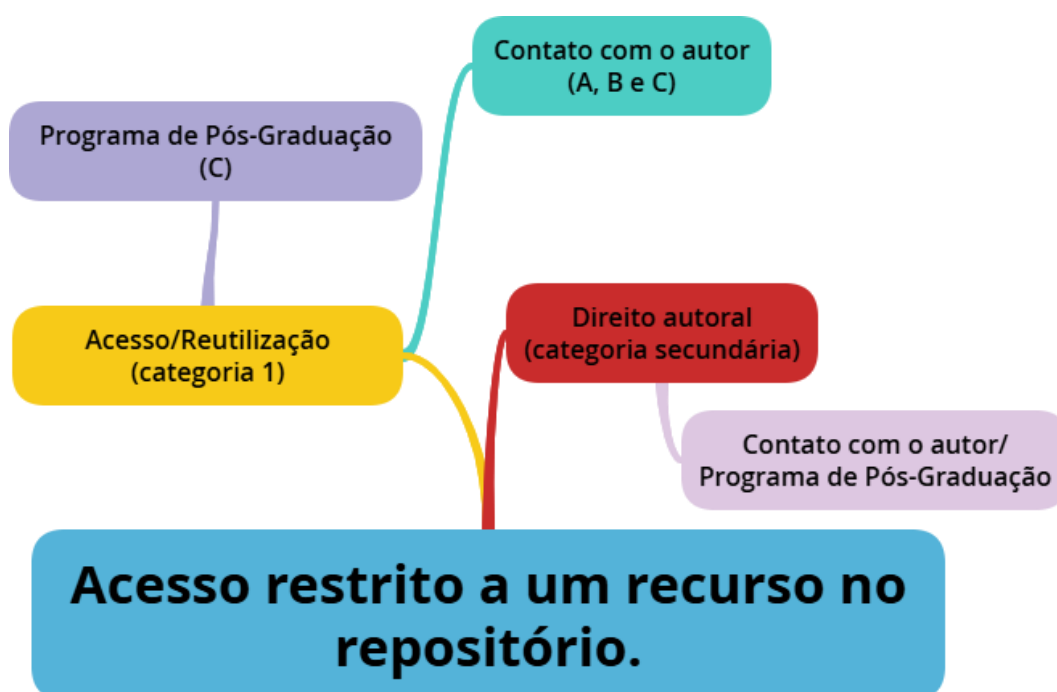 Contato com o autor
(A, B e C)
Programa de Pós-Graduação
(C)
Acesso/Reutilização
(categoria 1)
Direito autoral
(categoria secundária)
Contato com o autor/
Programa de Pós-Graduação
Acesso restrito a um recurso no
repositório.